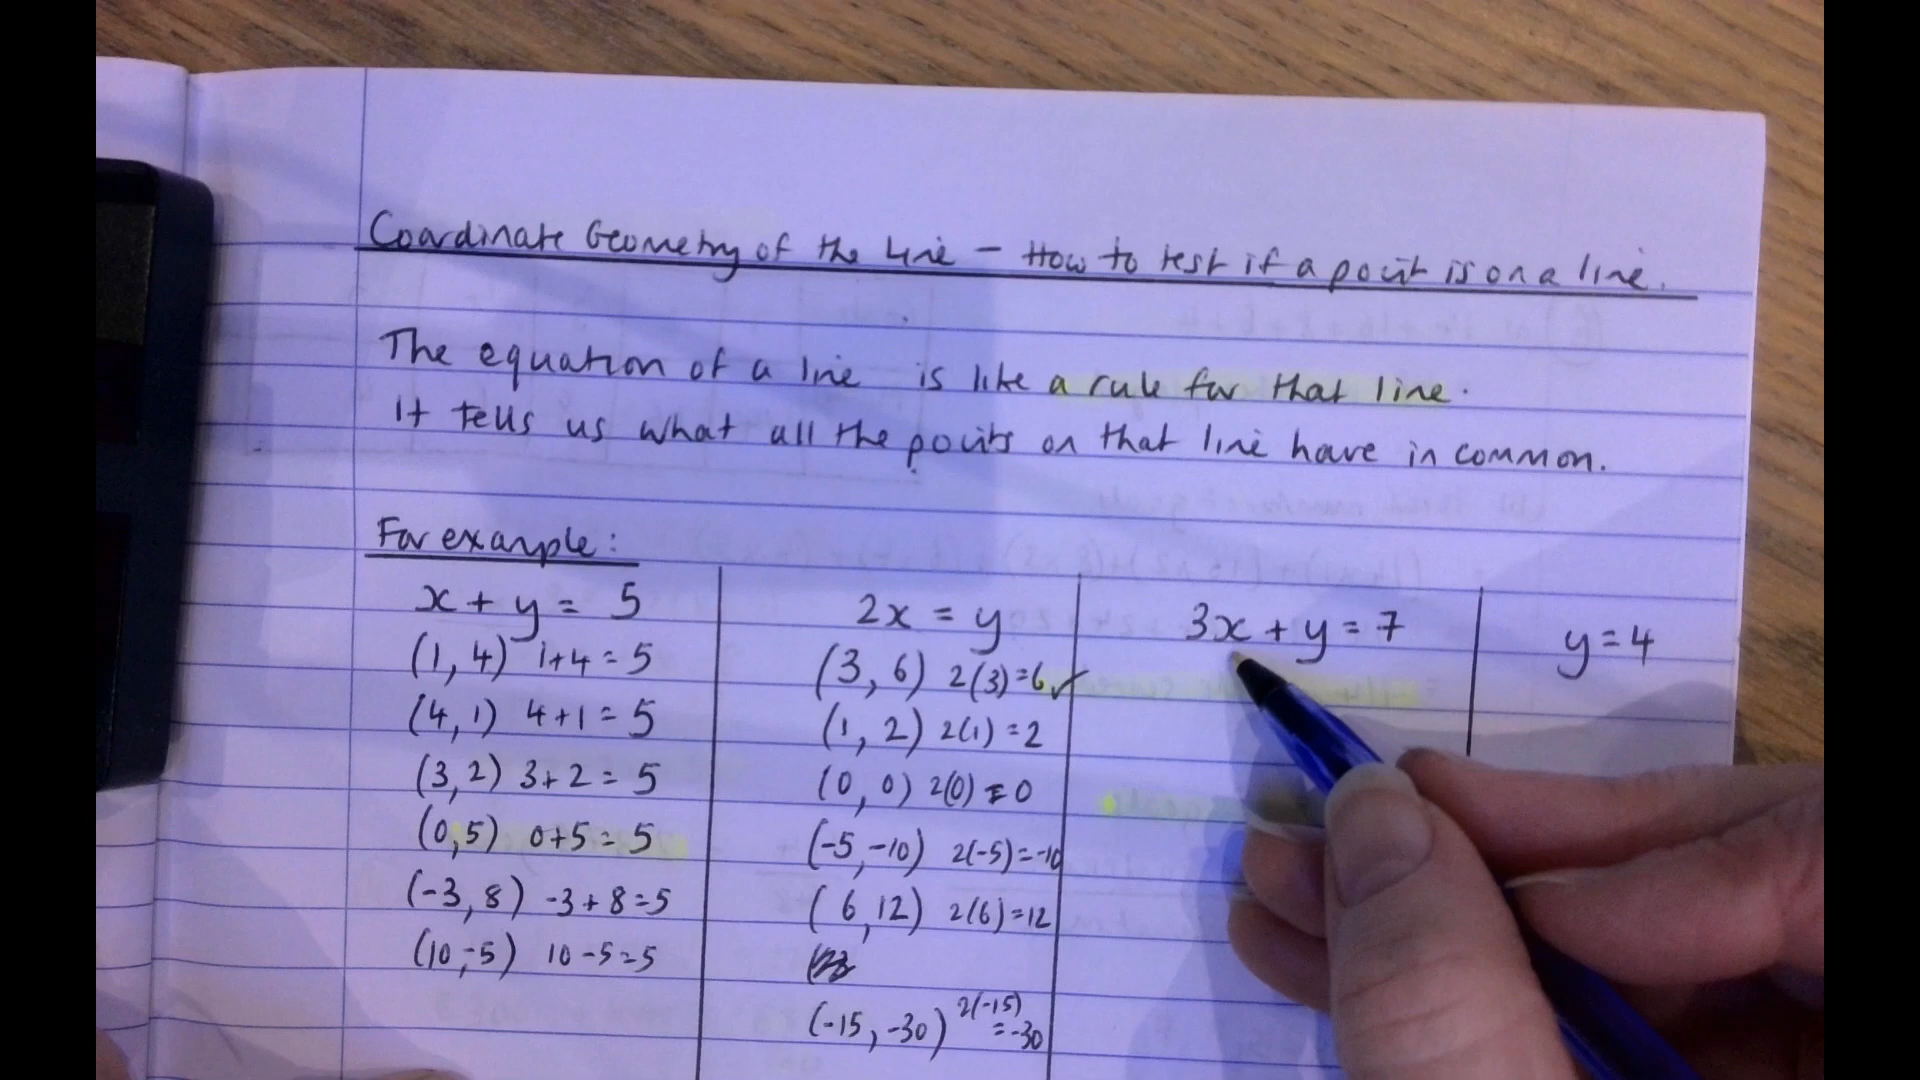 Coordinate Geometry of the Line - How to test if a point is on a line.
The equation of a line is like a rule for that line.
It tells us what all the points on that line have in common.
For example:
x + y = 5
(1, 4) 1+4 = 5
(4, 1) 4+1 = 5
(3, 2) 3+2 = 5
(0,5) 0+5 = 5
(-3, 8) -3+8=5
(10,-5) 10-5=5
2x = y
(3, 6) 2(3)=6✓
(1, 2) 2(1)=2
(0, 0) 2(0)=0
(-5,-10) 2(-5)=-10
(6,12) 2(6)=12
(-15, -30) 2(-15)
=-30
3x + y = 7
y = 4